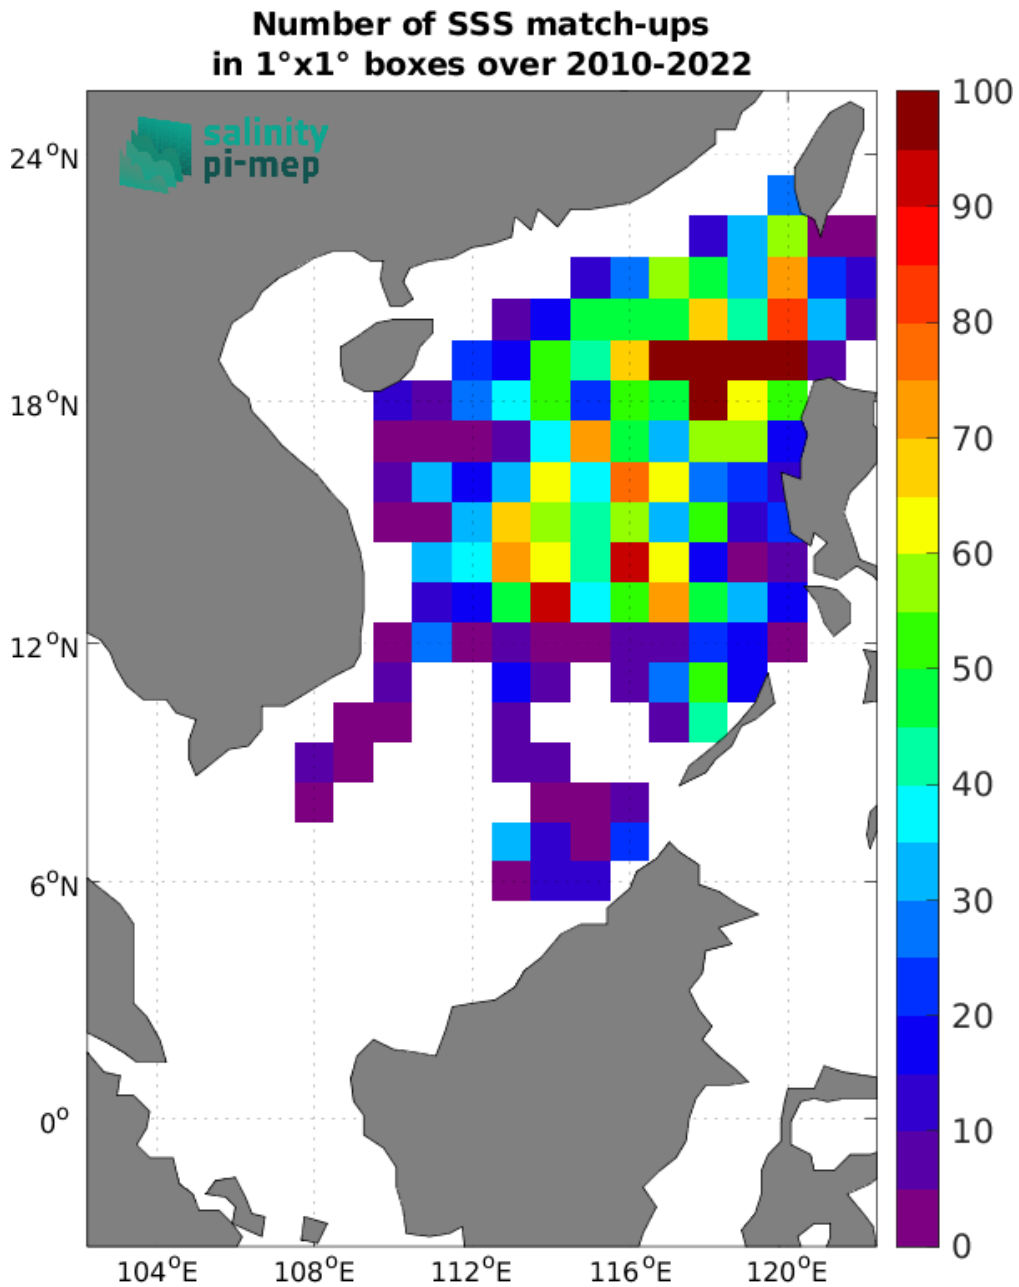 Number of SSS match-ups
in 1°x1° boxes over 2010-2022
salinity
pi-mep
24°N
18°N
12°N
6°N
0°
104°E 108°E 112°E 116°E 120°E
100
90
80
70
60
50
40
30
20
10
0